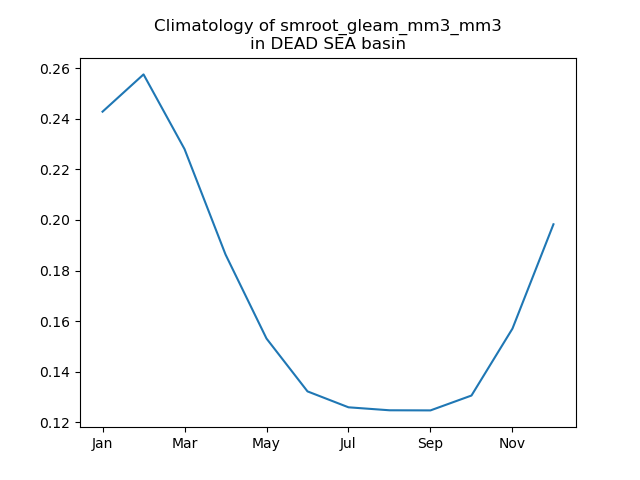 Climatology of smroot_gleam_mm3_mm3
in DEAD SEA basin
0.26
0.24
0.22
0.20
0.18
0.16
0.14
0.12
Jan
Mar
May
Jul
Sep
Nov